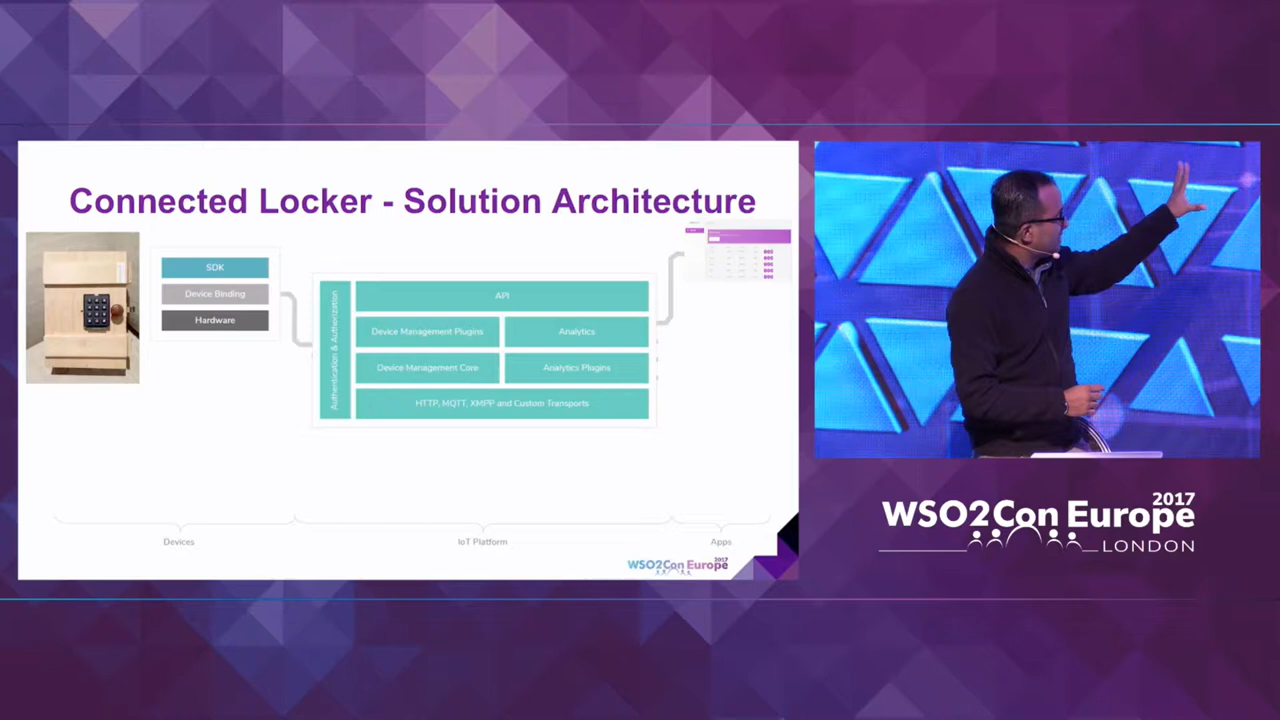 Connected Locker - Solution Architecture
SDK
Device Binding
Hardware
Authentication & Authorization
API
Device Management Plugins
Analytics
Device Management Core
Analytics Plugins
HTTP, MQTT, XMPP and Custom Transports
Devices
IoT Platform
Apps
WSO2Con Europe
2017
WSO2Con Europe
2017
LONDON